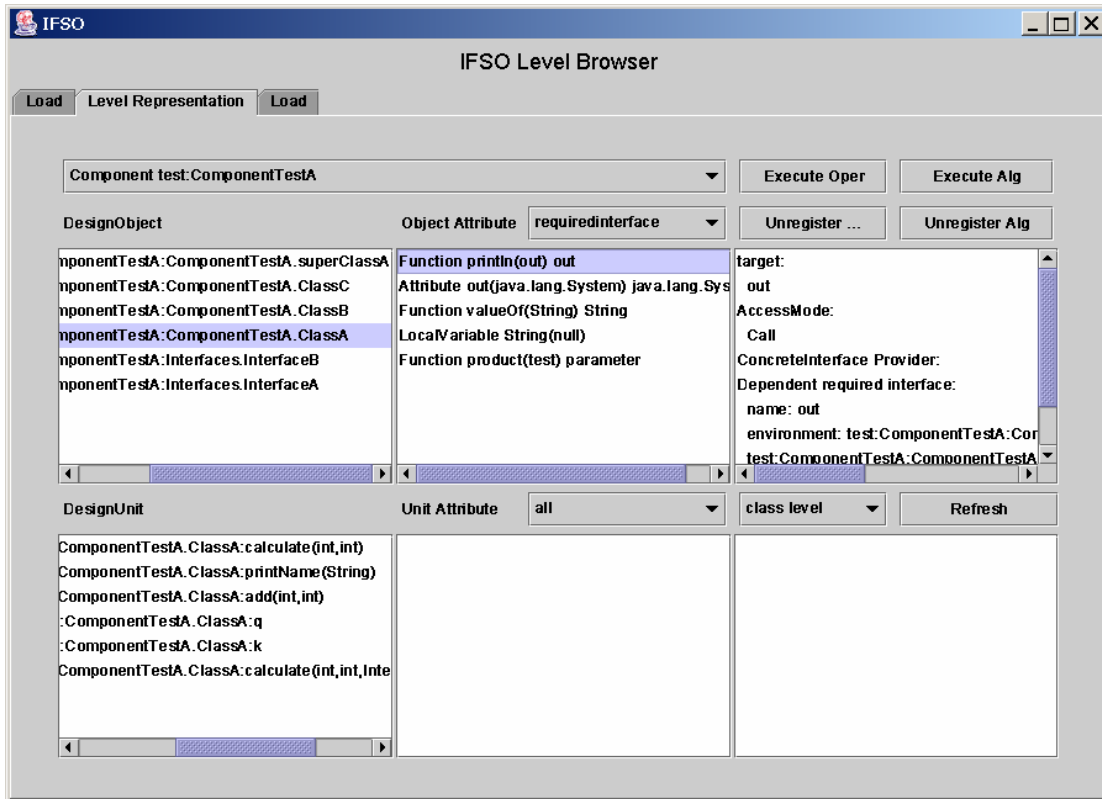 IFSO
IFSO Level Browser
Load Level Representation Load
Component test:ComponentTestA Execute Oper Execute Alg
DesignObject Object Attribute requiredinterface Unregister ... Unregister Alg
mponentTestA:ComponentTestA.superClassA
mponentTestA:ComponentTestA.ClassC
mponentTestA:ComponentTestA.ClassB
mponentTestA:ComponentTestA.ClassA
mponentTestA:Interfaces.InterfaceB
mponentTestA:Interfaces.InterfaceA
Function println(out) out
Attribute out(java.lang.System) java.lang.Sys
Function valueOf(String) String
LocalVariable String(null)
Function product(test) parameter
target:
out
AccessMode:
Call
ConcreteInterface Provider:
Dependent required interface:
name: out
environment: test:ComponentTestA:Cor
test:ComponentTestA:ComponentTestA
DesignUnit Unit Attribute all class level Refresh
ComponentTestA.ClassA:calculate(int,int)
ComponentTestA.ClassA:printName(String)
ComponentTestA.ClassA:add(int,int)
:ComponentTestA.ClassA:q
:ComponentTestA.ClassA:k
ComponentTestA.ClassA:calculate(int,int,Inte